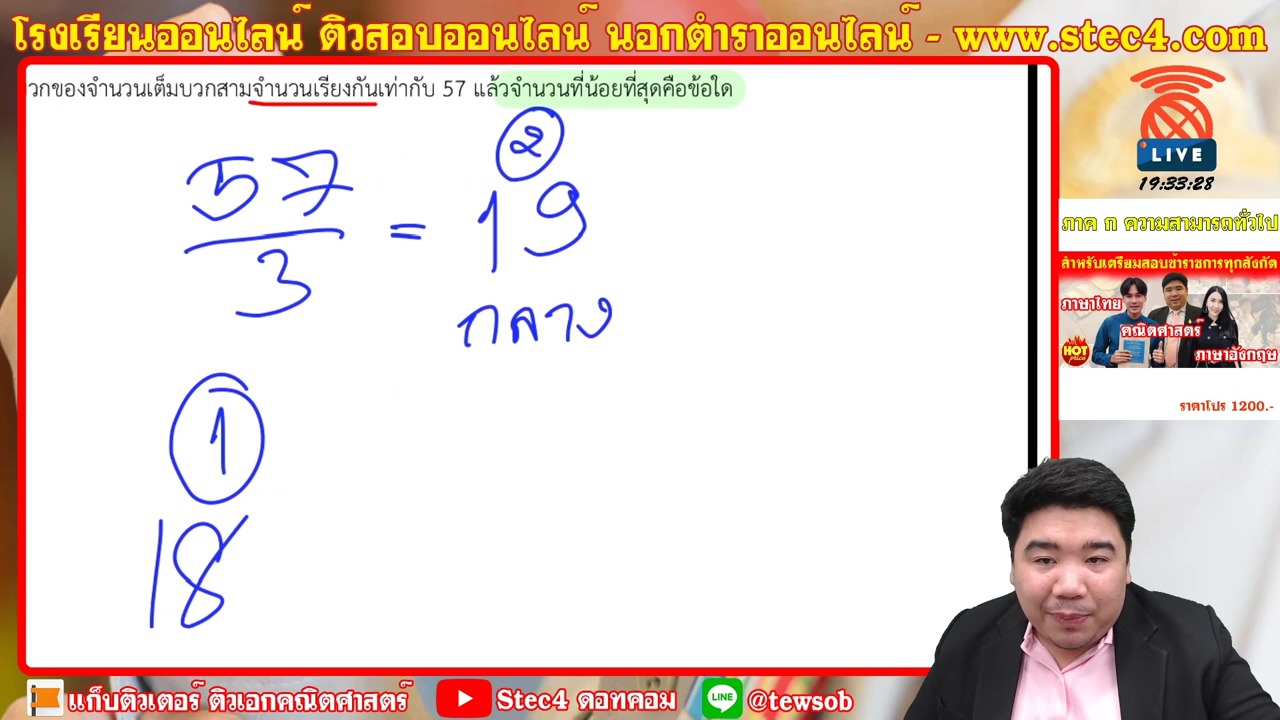 โรงเรียนออนไลน์ ติวสอบออนไลน์ นอกตำราออนไลน์ - www.stec4.com
วกของจำนวนเต็มบวกสามจำนวนเรียงกันเท่ากับ 57 แล้วจำนวนที่น้อยที่สุดคือข้อใด
LIVE
19:33:28
2
57
3
= 19
กลาง
1
18
ภาค ก ความสามารถทั่วไป
สำหรับเตรียมสอบข้าราชการทุกสังกัด
ภาษาไทย
คณิตศาสตร์
ภาษาอังกฤษ
HOT
price
ราคาโปร 1200.-
แก็บติวเตอร์ ติวเอกคณิตศาสตร์
Stec4 ดอทคอม
LINE
@tewsob